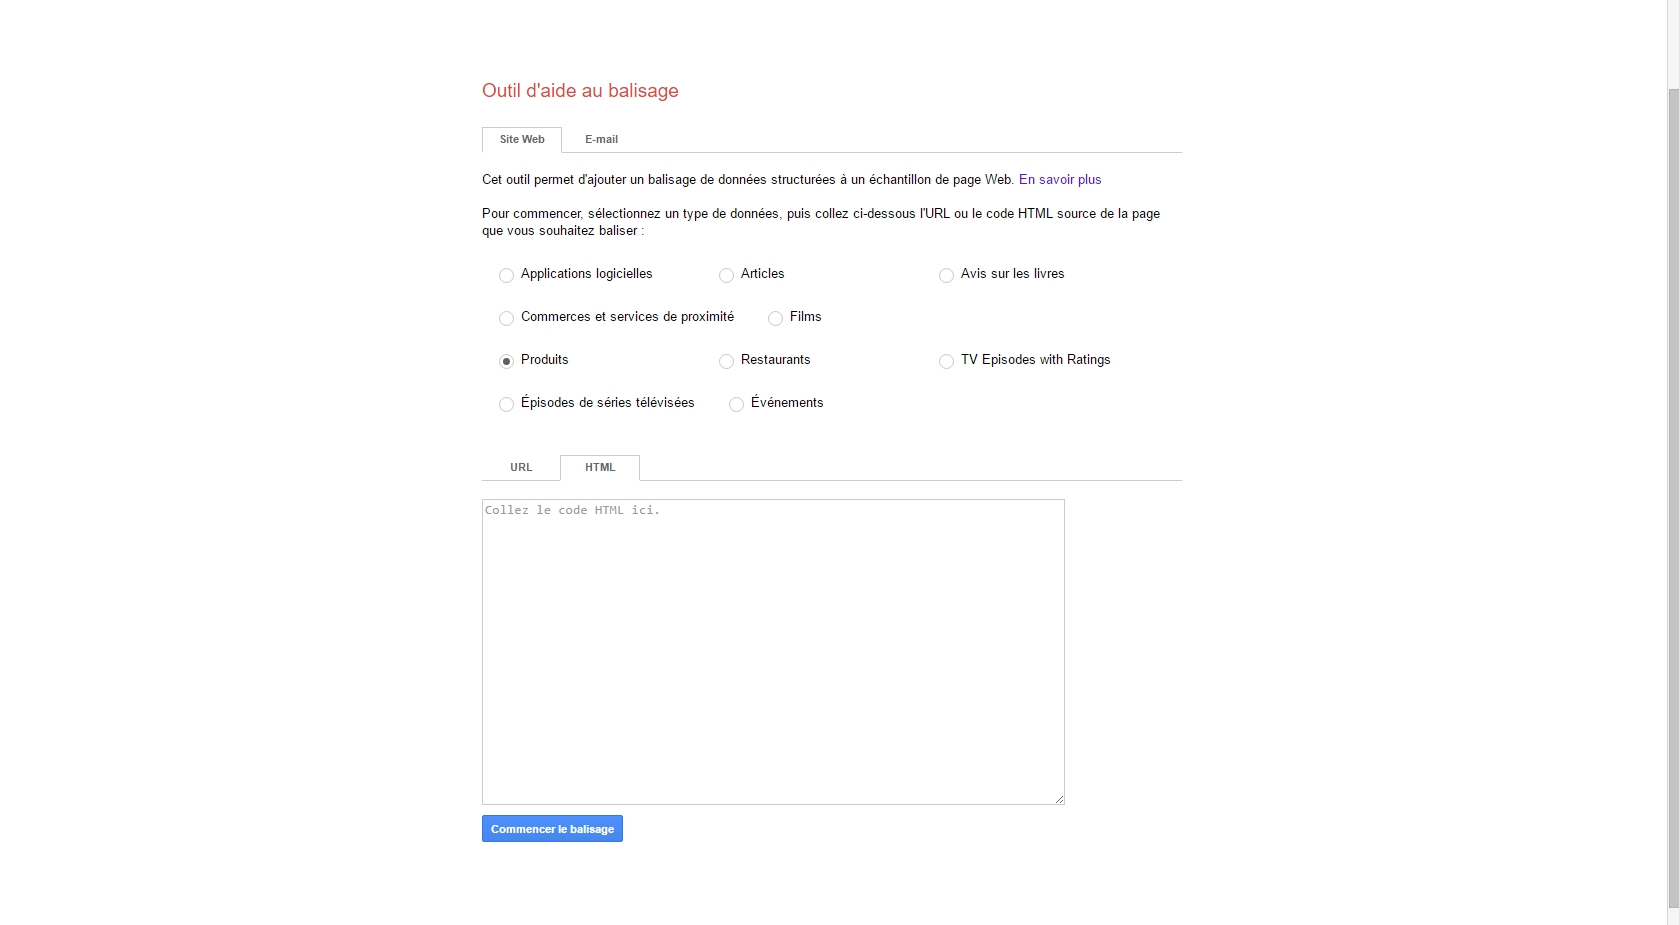 Outil d'aide au balisage
Site Web E-mail
Cet outil permet d'ajouter un balisage de données structurées à un échantillon de page Web. En savoir plus
Pour commencer, sélectionnez un type de données, puis collez ci-dessous l'URL ou le code HTML source de la page
que vous souhaitez baliser :
Applications logicielles Articles Avis sur les livres
Commerces et services de proximité Films
Produits Restaurants TV Episodes with Ratings
Épisodes de séries télévisées Événements
URL HTML
Collez le code HTML ici.
Commencer le balisage